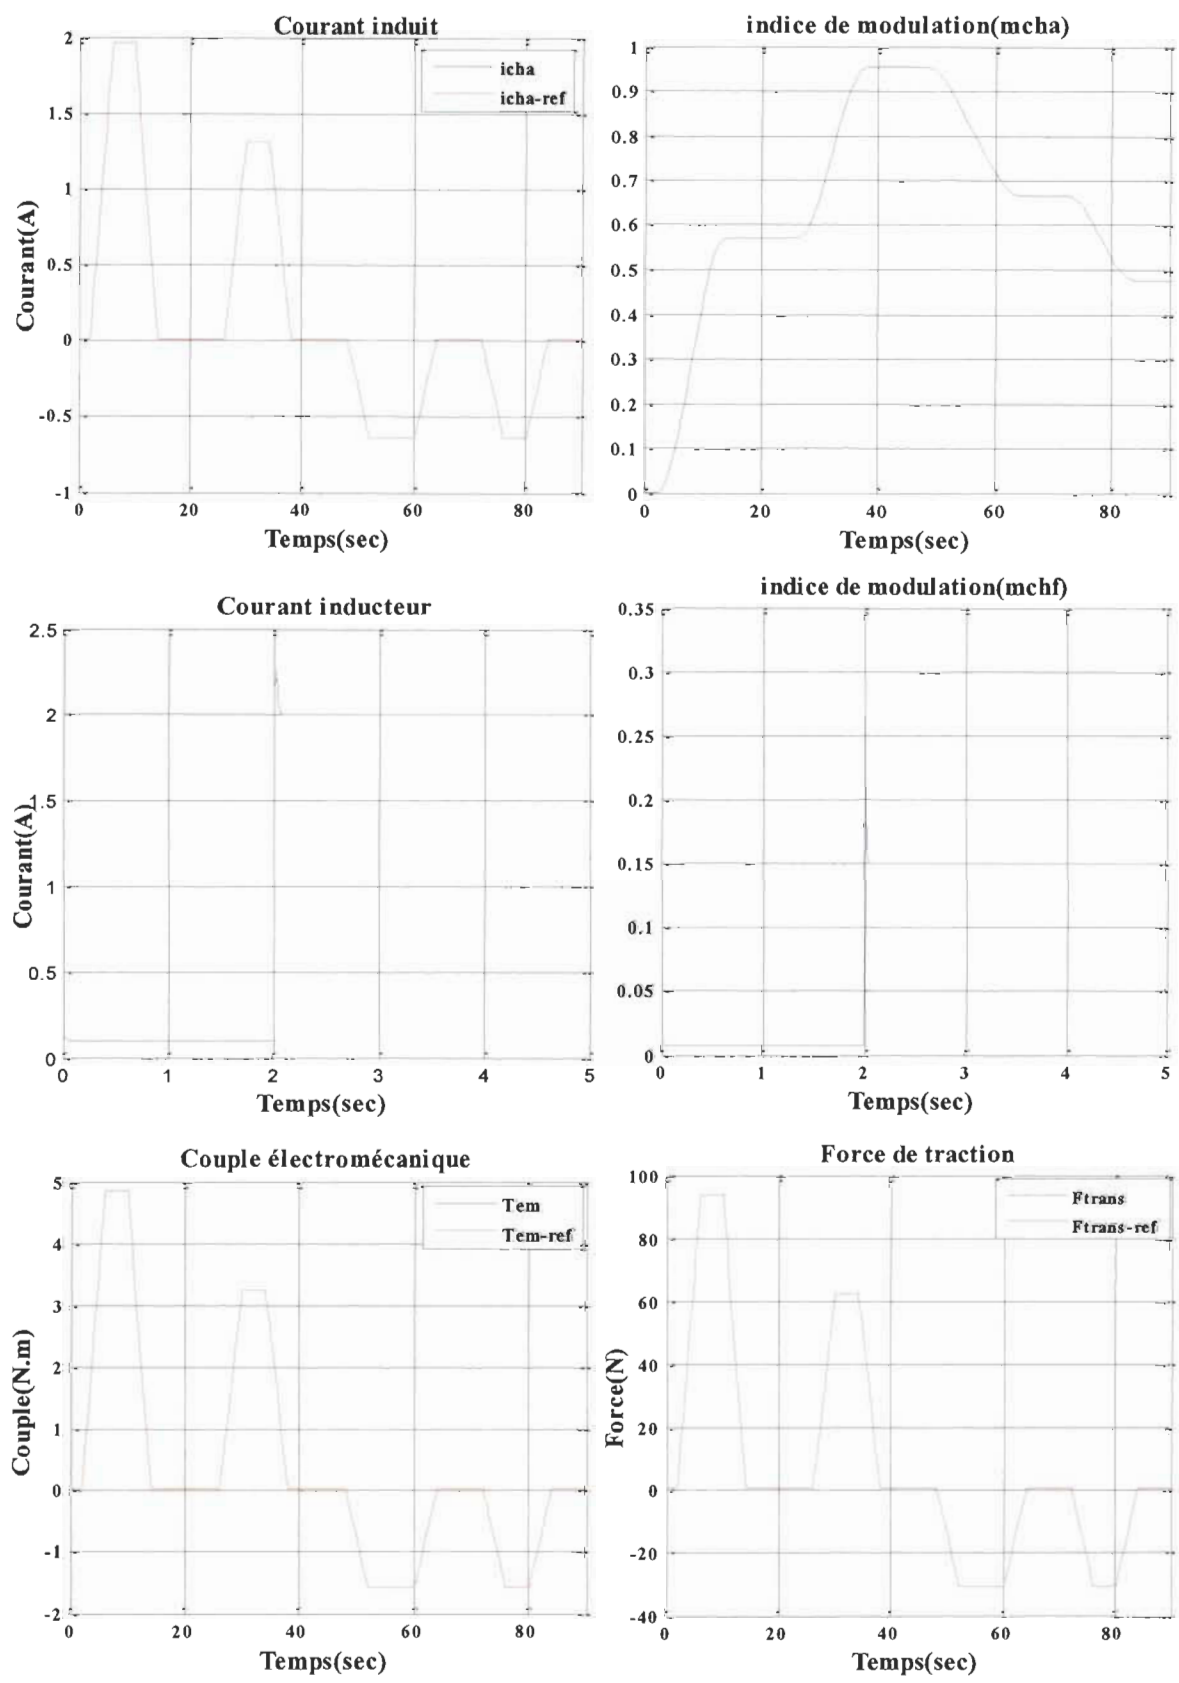 Courant induit
2
1.5
1
0.5
0
-0.5
-1
0 20 40 60 80
icha
icha-ref
Courant(A)
Temps(sec)
indice de modulation(mcha)
1
0.9
0.8
0.7
0.6
0.5
0.4
0.3
0.2
0.1
0
0 20 40 60 80
Temps(sec)
Courant inducteur
2.5
2
1.5
1
0.5
0
0 1 2 3 4 5
Courant(A)
Temps(sec)
indice de modulation(mchf)
0.35
0.3
0.25
0.2
0.15
0.1
0.05
0
0 1 2 3 4 5
Temps(sec)
Couple électromécanique
5
4
3
2
1
0
-1
-2
0 20 40 60 80
Tem
Tem-ref
Couple(N.m)
Temps(sec)
Force de traction
100
80
60
40
20
0
-20
-40
0 20 40 60 80
Ftrans
Ftrans-ref
Force(N)
Temps(sec)